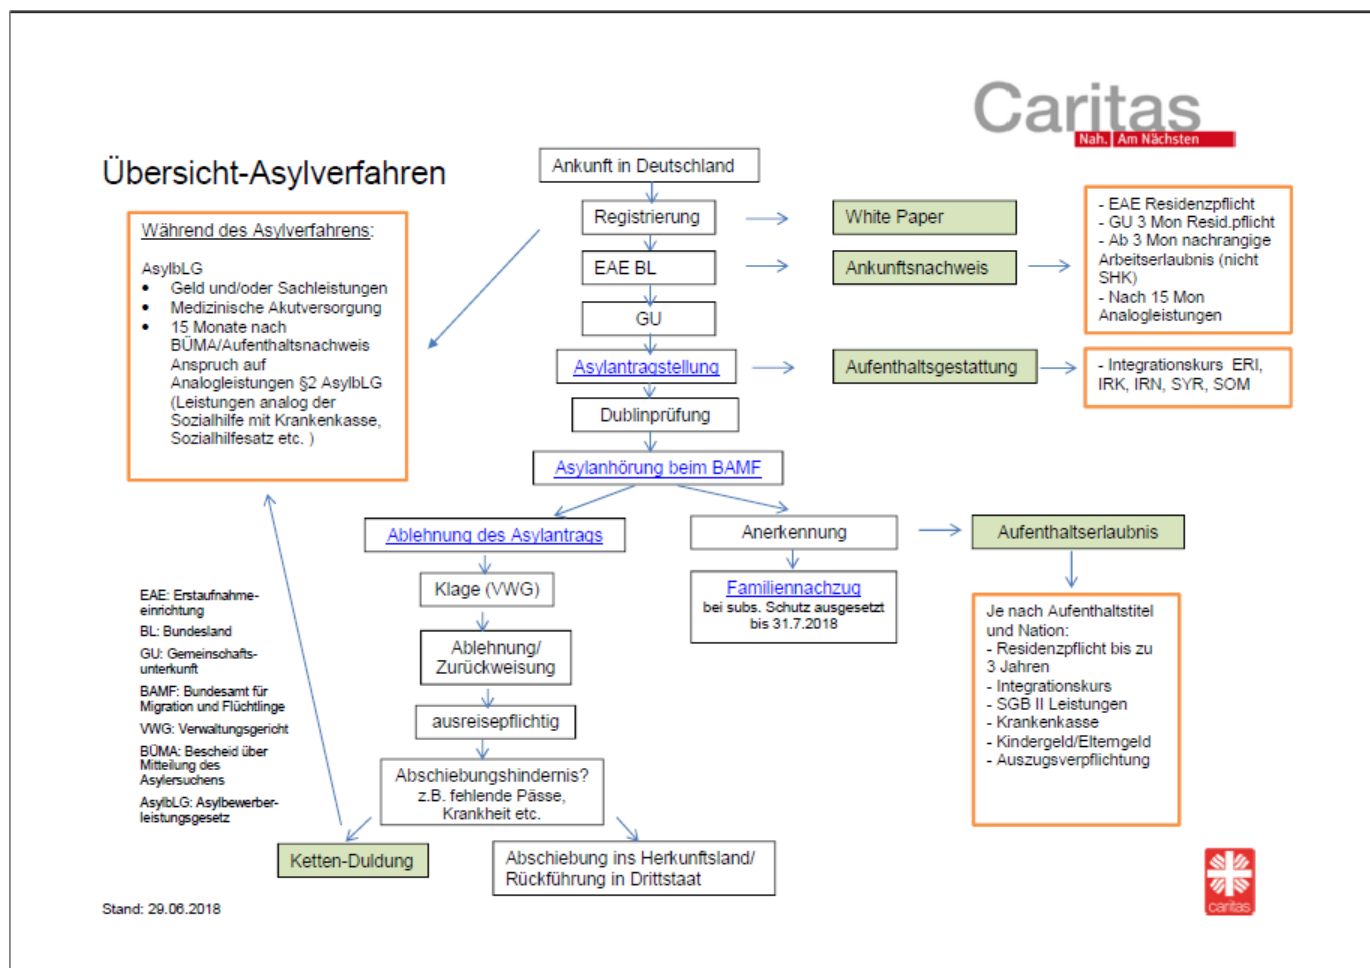 Caritas
Nah. Am Nächsten
Übersicht-Asylverfahren
Ankunft in Deutschland
Registrierung
White Paper
EAE BL
Ankunftsnachweis
GU
- EAE Residenzpflicht
- GU 3 Mon Resid.pflicht
- Ab 3 Mon nachrangige
Arbeitserlaubnis (nicht
SHK)
- Nach 15 Mon
Analogleistungen
Während des Asylverfahrens:
AsylbLG
• Geld und/oder Sachleistungen
• Medizinische Akutversorgung
• 15 Monate nach
BÜMA/Aufenthaltsnachweis
Anspruch auf
Analogleistungen §2 AsylbLG
(Leistungen analog der
Sozialhilfe mit Krankenkasse,
Sozialhilfesatz etc. )
Asylantragstellung
Aufenthaltsgestattung
- Integrationskurs ERI,
IRK, IRN, SYR, SOM
Dublinprüfung
Asylanhörung beim BAMF
Ablehnung des Asylantrags
Anerkennung
Aufenthaltserlaubnis
Klage (VWG)
Familiennachzug
bei subs. Schutz ausgesetzt
bis 31.7.2018
Ablehnung/
Zurückweisung
ausreisepflichtig
Abschiebungshindernis?
z.B. fehlende Pässe,
Krankheit etc.
Je nach Aufenthaltstitel
und Nation:
- Residenzpflicht bis zu
3 Jahren
- Integrationskurs
- SGB II Leistungen
- Krankenkasse
- Kindergeld/Elterngeld
- Auszugsverpflichtung
EAE: Erstaufnahme-
einrichtung
BL: Bundesland
GU: Gemeinschafts-
unterkunft
BAMF: Bundesamt für
Migration und Flüchtlinge
VWG: Verwaltungsgericht
BÜMA: Bescheid über
Mitteilung des
Asylersuchens
AsylbLG: Asylbewerber-
leistungsgesetz
Ketten-Duldung
Abschiebung ins Herkunftsland/
Rückführung in Drittstaat
Stand: 29.06.2018
caritas